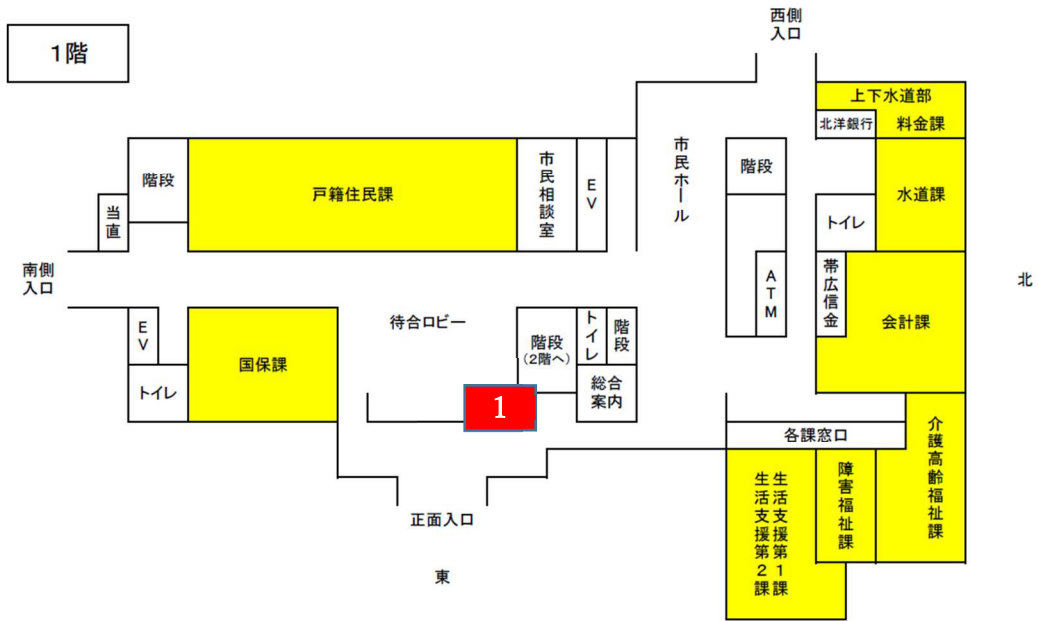 1階
西側
入口
上下水道部
北洋銀行
料金課
階段
戸籍住民課
市民相談室
EV
市民ホール
階段
水道課
当直
トイレ
南側
入口
ATM
帯広信金
会計課
北
EV
国保課
待合ロビー
階段
(2階へ)
トイレ
階段
トイレ
総合
案内
1
各課窓口
介護高齢福祉課
生活支援第1課
生活支援第2課
障害福祉課
正面入口
東